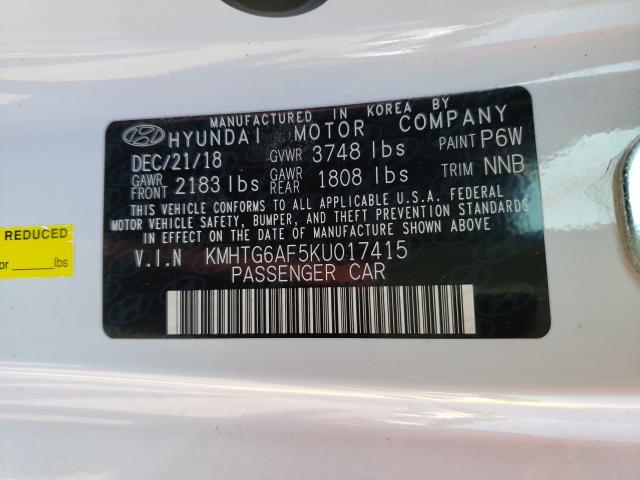 MANUFACTURED IN KOREA BY
HYUNDAI MOTOR COMPANY
DEC/21/18 GVWR 3748 lbs PAINT P6W
GAWR FRONT 2183 lbs GAWR REAR 1808 lbs TRIM NNB
THIS VEHICLE CONFORMS TO ALL APPLICABLE U.S.A. FEDERAL
MOTOR VEHICLE SAFETY, BUMPER, AND THEFT PREVENTION STANDARDS
IN EFFECT ON THE DATE OF MANUFACTURE SHOWN ABOVE
V.I.N KMHTG6AF5KU017415
PASSENGER CAR
REDUCED
or ____lbs